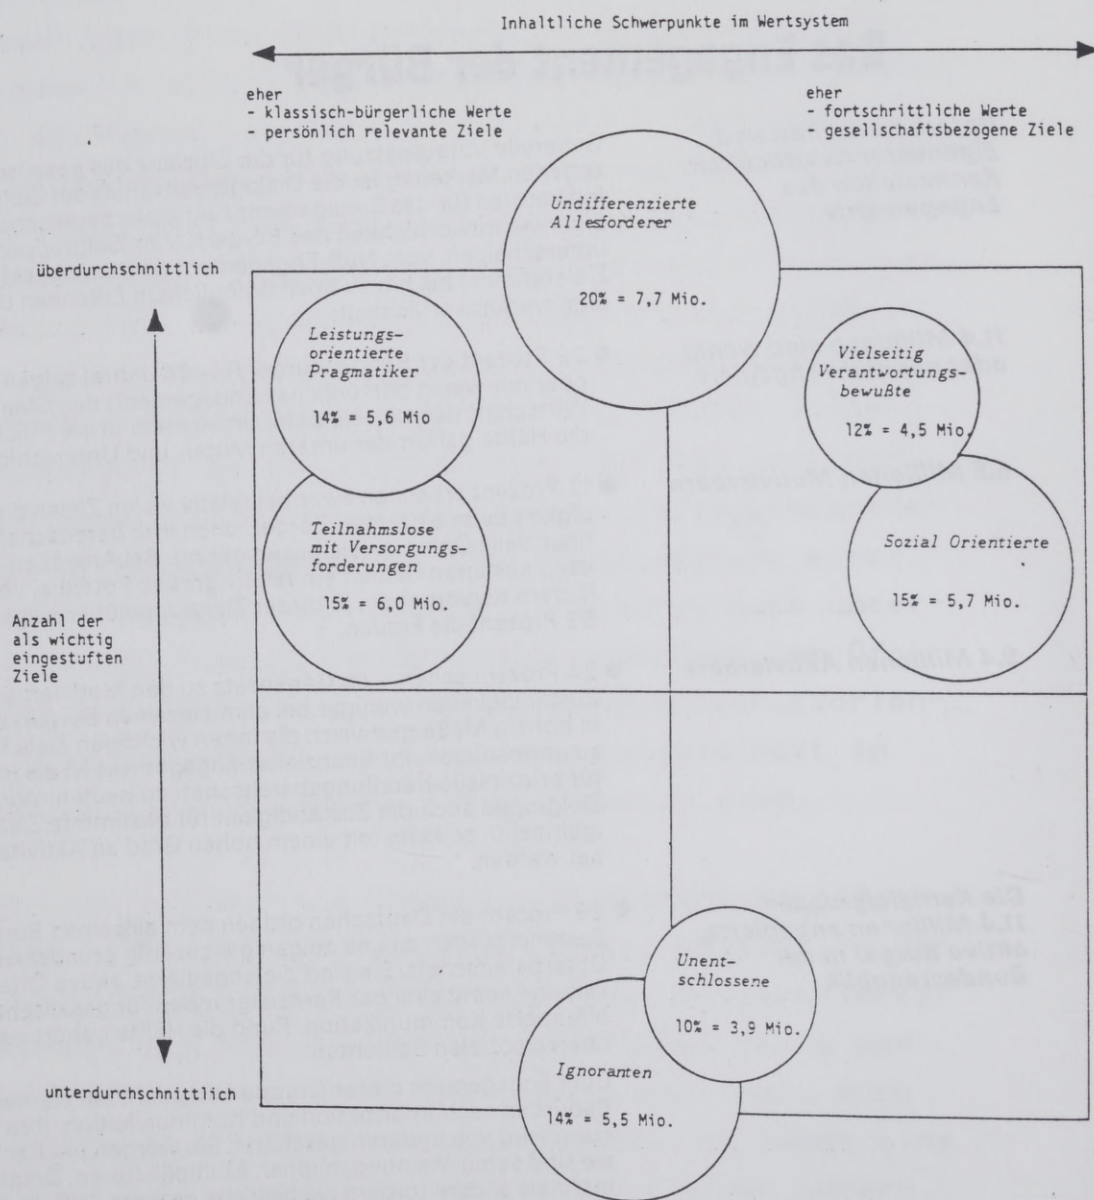 Inhaltliche Schwerpunkte im Wertsystem
eher
- klassisch-bürgerliche Werte
- persönlich relevante Ziele
eher
- fortschrittliche Werte
- gesellschaftsbezogene Ziele
Undifferenzierte
Allesforderer
20% = 7,7 Mio.
überdurchschnittlich
Leistungs-
orientierte
Pragmatiker
14% = 5,6 Mio
Vielseitig
Verantwortungs-
bewußte
12% = 4,5 Mio.
Teilnahmslose
mit Versorgungs-
forderungen
15% = 6,0 Mio.
Sozial Orientierte
15% = 5,7 Mio.
Anzahl der
als wichtig
eingestuften
Ziele
Unent-
schlossene
10% = 3,9 Mio.
Ignoranten
14% = 5,5 Mio.
unterdurchschnittlich